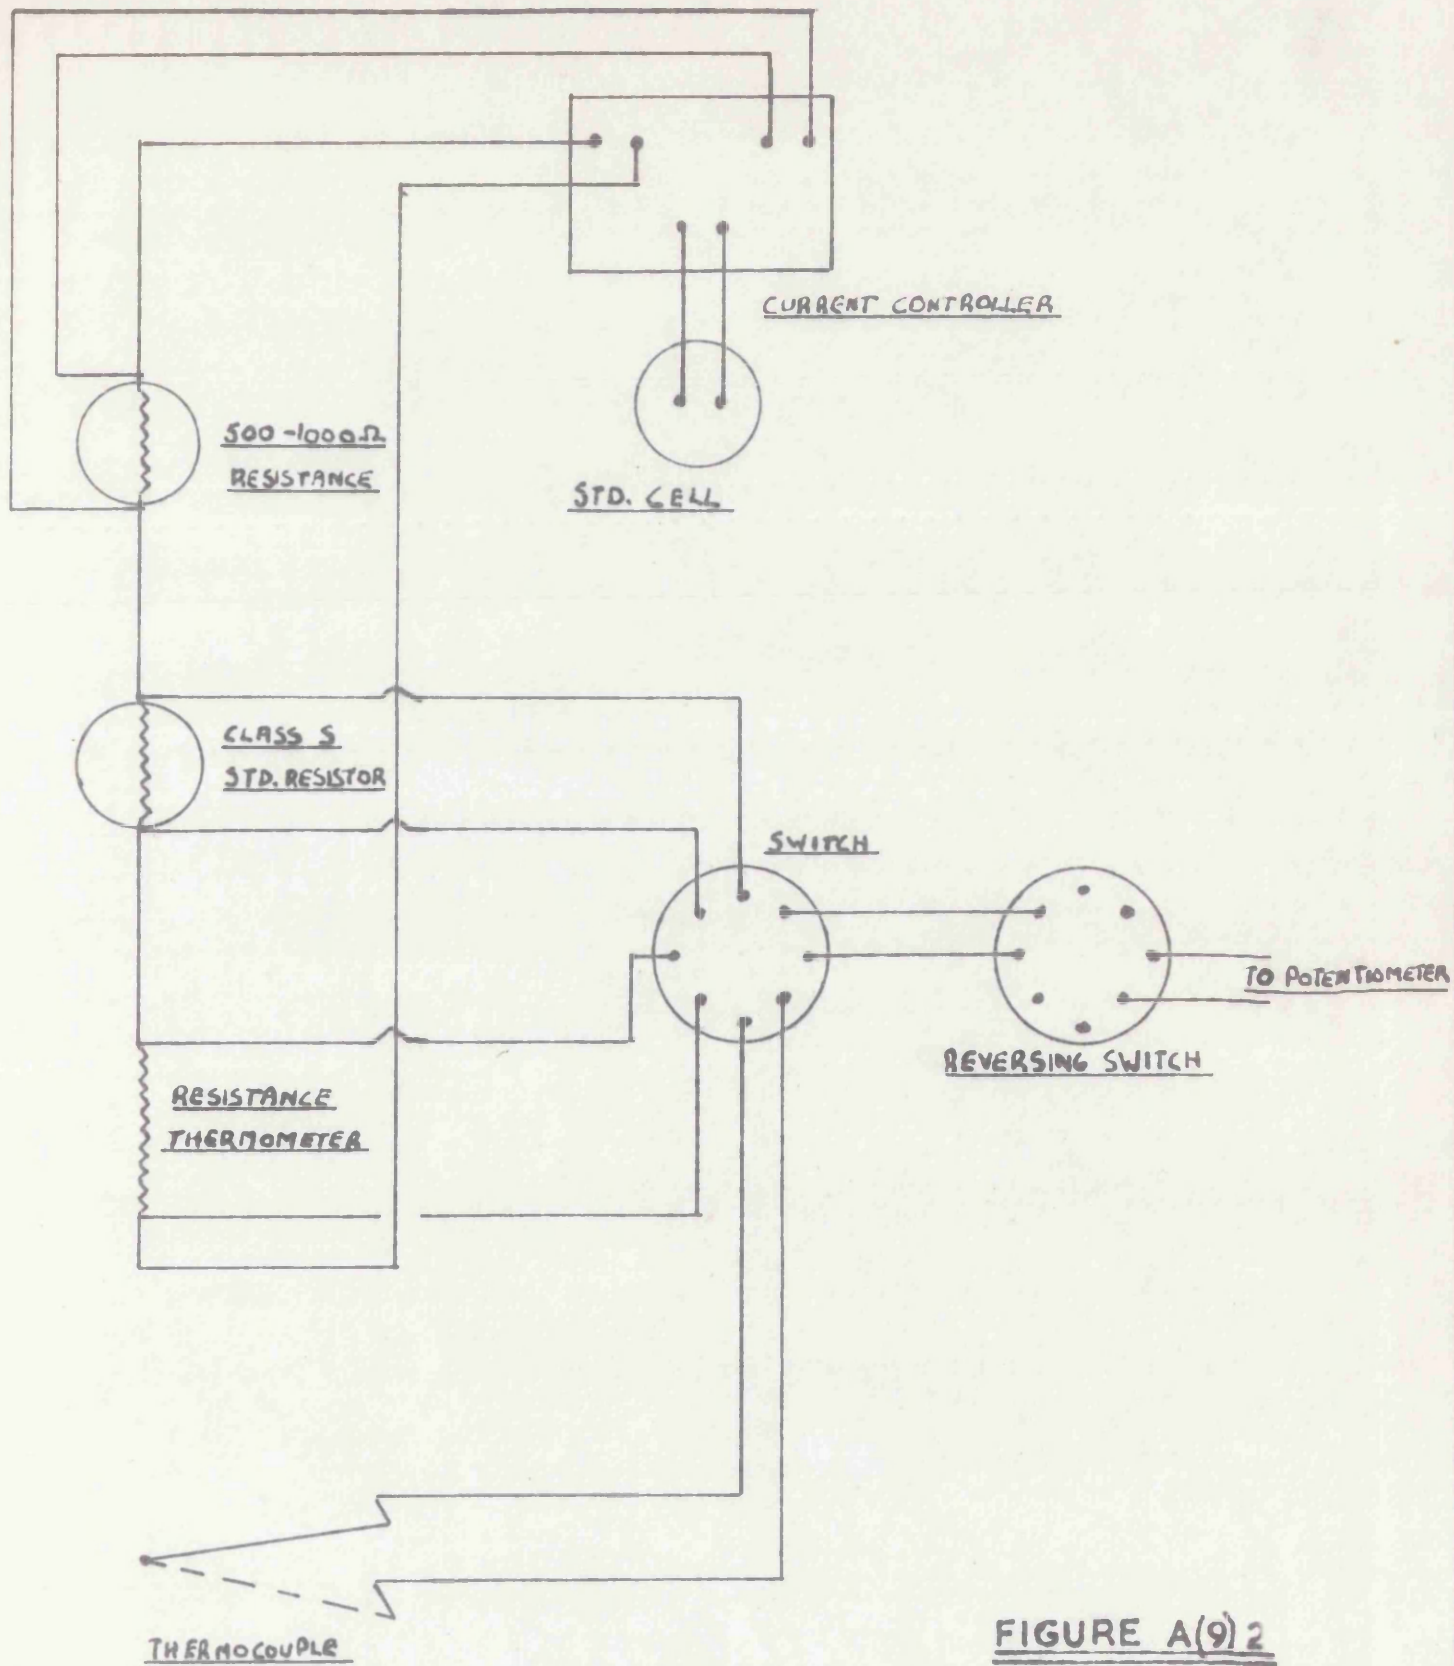 CURRENT CONTROLLER
500-1000Ω
RESISTANCE
STD. CELL
CLASS S
STD. RESISTOR
SWITCH
TO POTENTIOMETER
REVERSING SWITCH
RESISTANCE
THERMOMETER
THERMOCOUPLE
FIGURE A(9)2